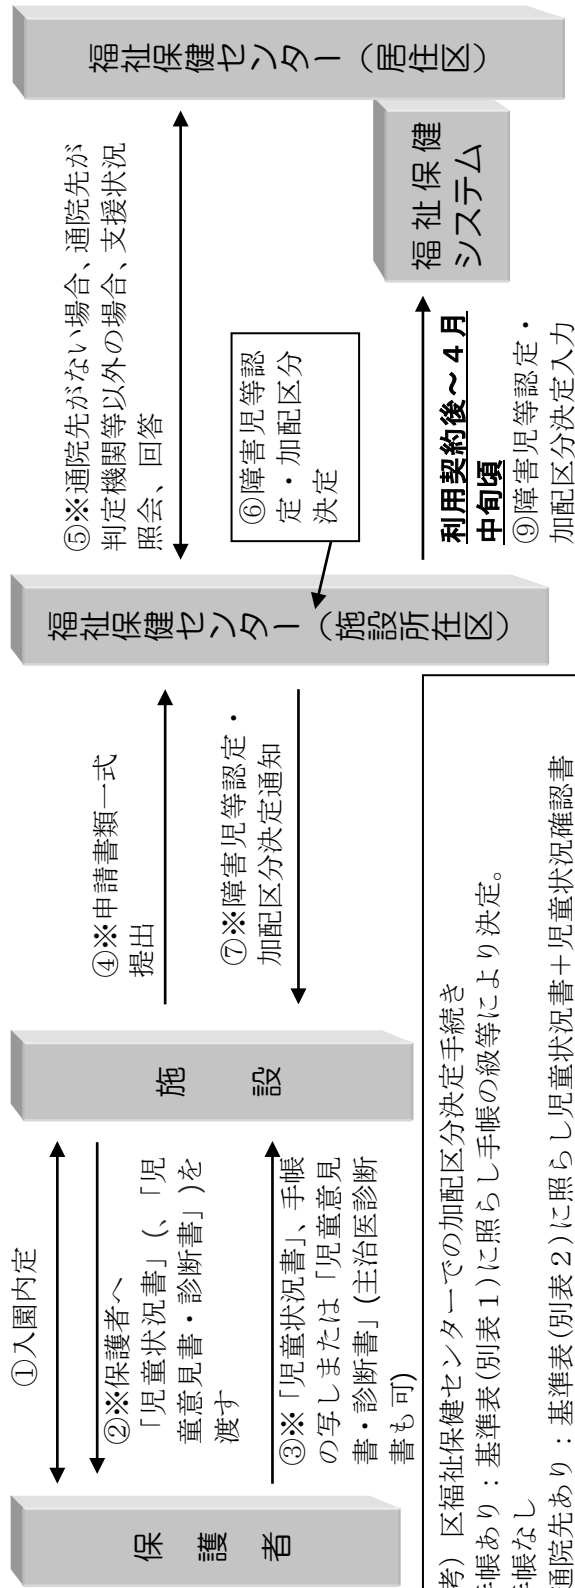 保護者
①入園内定
②※保護者へ
「児童状況書」(、「児
童意見書・診断書」)を
渡す
③※「児童状況書」、手帳
の写しまたは「児童意見
書・診断書」(主治医診断
書も可)
施設
④※申請書類一式
提出
⑦※障害児等認定・
加配区分決定通知
福祉保健センター(施設所在区)
⑤※通院先がない場合、通院先が
判定機関等以外の場合、支援状況
照会、回答
⑥障害児等認
定・加配区分
決定
利用契約後~4月
中旬頃
⑨障害児等認定・
加配区分決定入力
福祉保健
システム
福祉保健センター(居住区)
考)区福祉保健センターでの加配区分決定手続き
手帳あり:基準表(別表1)に照らし手帳の級等により決定。
手帳なし
通院先あり:基準表(別表2)に照らし児童状況書+児童状況確認書